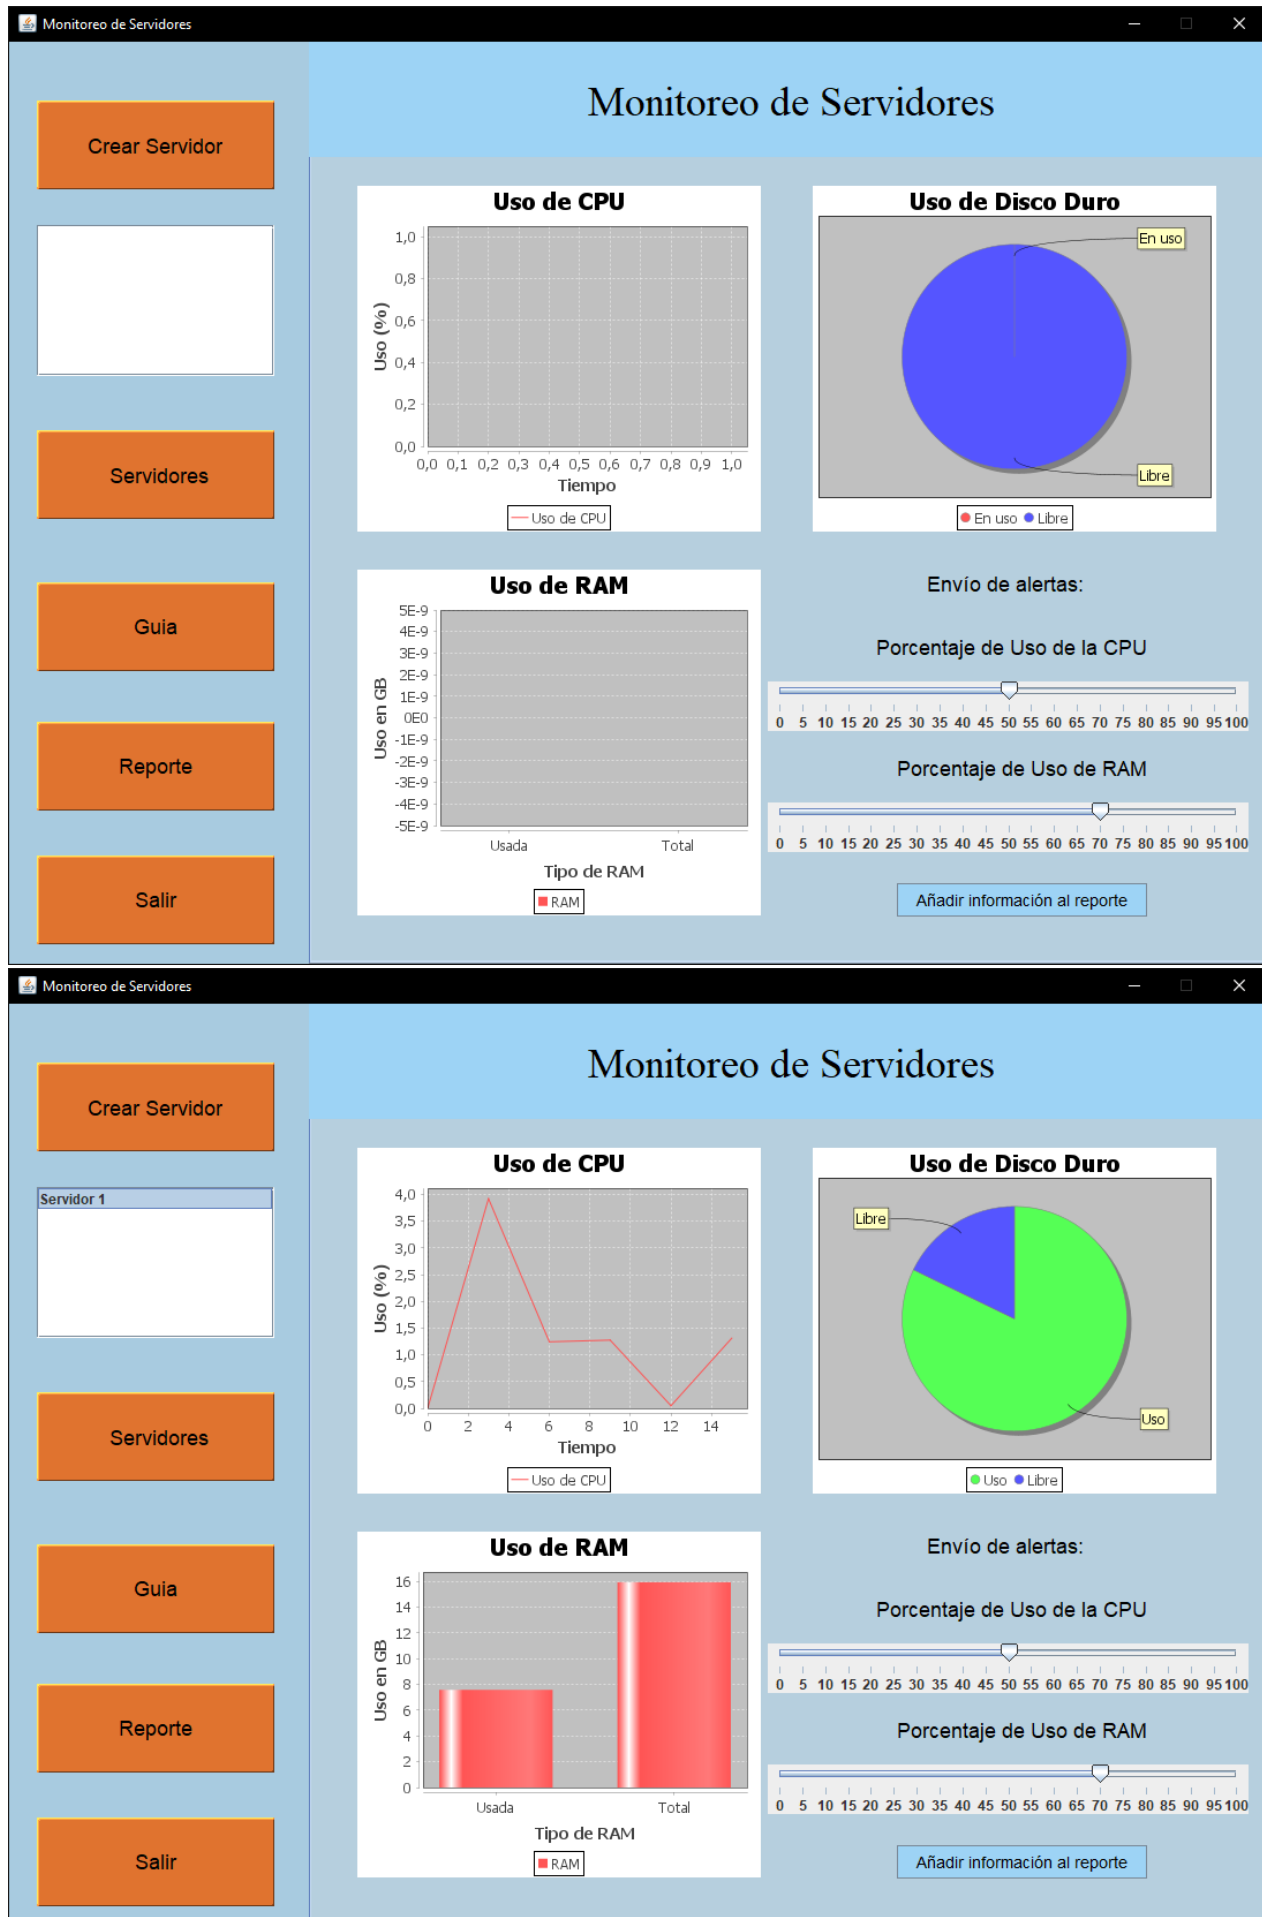 Monitoreo de Servidores
Monitoreo de Servidores
Crear Servidor
Servidores
Guia
Reporte
Salir
Uso de CPU
Uso (%)
1,0
0,8
0,6
0,4
0,2
0,0
0,0 0,1 0,2 0,3 0,4 0,5 0,6 0,7 0,8 0,9 1,0
Tiempo
Uso de CPU
Uso de Disco Duro
En uso
Libre
En uso Libre
Uso de RAM
Uso en GB
5E-9
4E-9
3E-9
2E-9
1E-9
0E0
-1E-9
-2E-9
-3E-9
-4E-9
-5E-9
Usada Total
Tipo de RAM
RAM
Envío de alertas:
Porcentaje de Uso de la CPU
0 5 10 15 20 25 30 35 40 45 50 55 60 65 70 75 80 85 90 95 100
Porcentaje de Uso de RAM
0 5 10 15 20 25 30 35 40 45 50 55 60 65 70 75 80 85 90 95 100
Añadir información al reporte
Monitoreo de Servidores
Monitoreo de Servidores
Crear Servidor
Servidor 1
Servidores
Guia
Reporte
Salir
Uso de CPU
Uso (%)
4,0
3,5
3,0
2,5
2,0
1,5
1,0
0,5
0,0
0 2 4 6 8 10 12 14
Tiempo
Uso de CPU
Uso de Disco Duro
Libre
Uso
Uso Libre
Uso de RAM
Uso en GB
16
14
12
10
8
6
4
2
0
Usada Total
Tipo de RAM
RAM
Envío de alertas:
Porcentaje de Uso de la CPU
0 5 10 15 20 25 30 35 40 45 50 55 60 65 70 75 80 85 90 95 100
Porcentaje de Uso de RAM
0 5 10 15 20 25 30 35 40 45 50 55 60 65 70 75 80 85 90 95 100
Añadir información al reporte